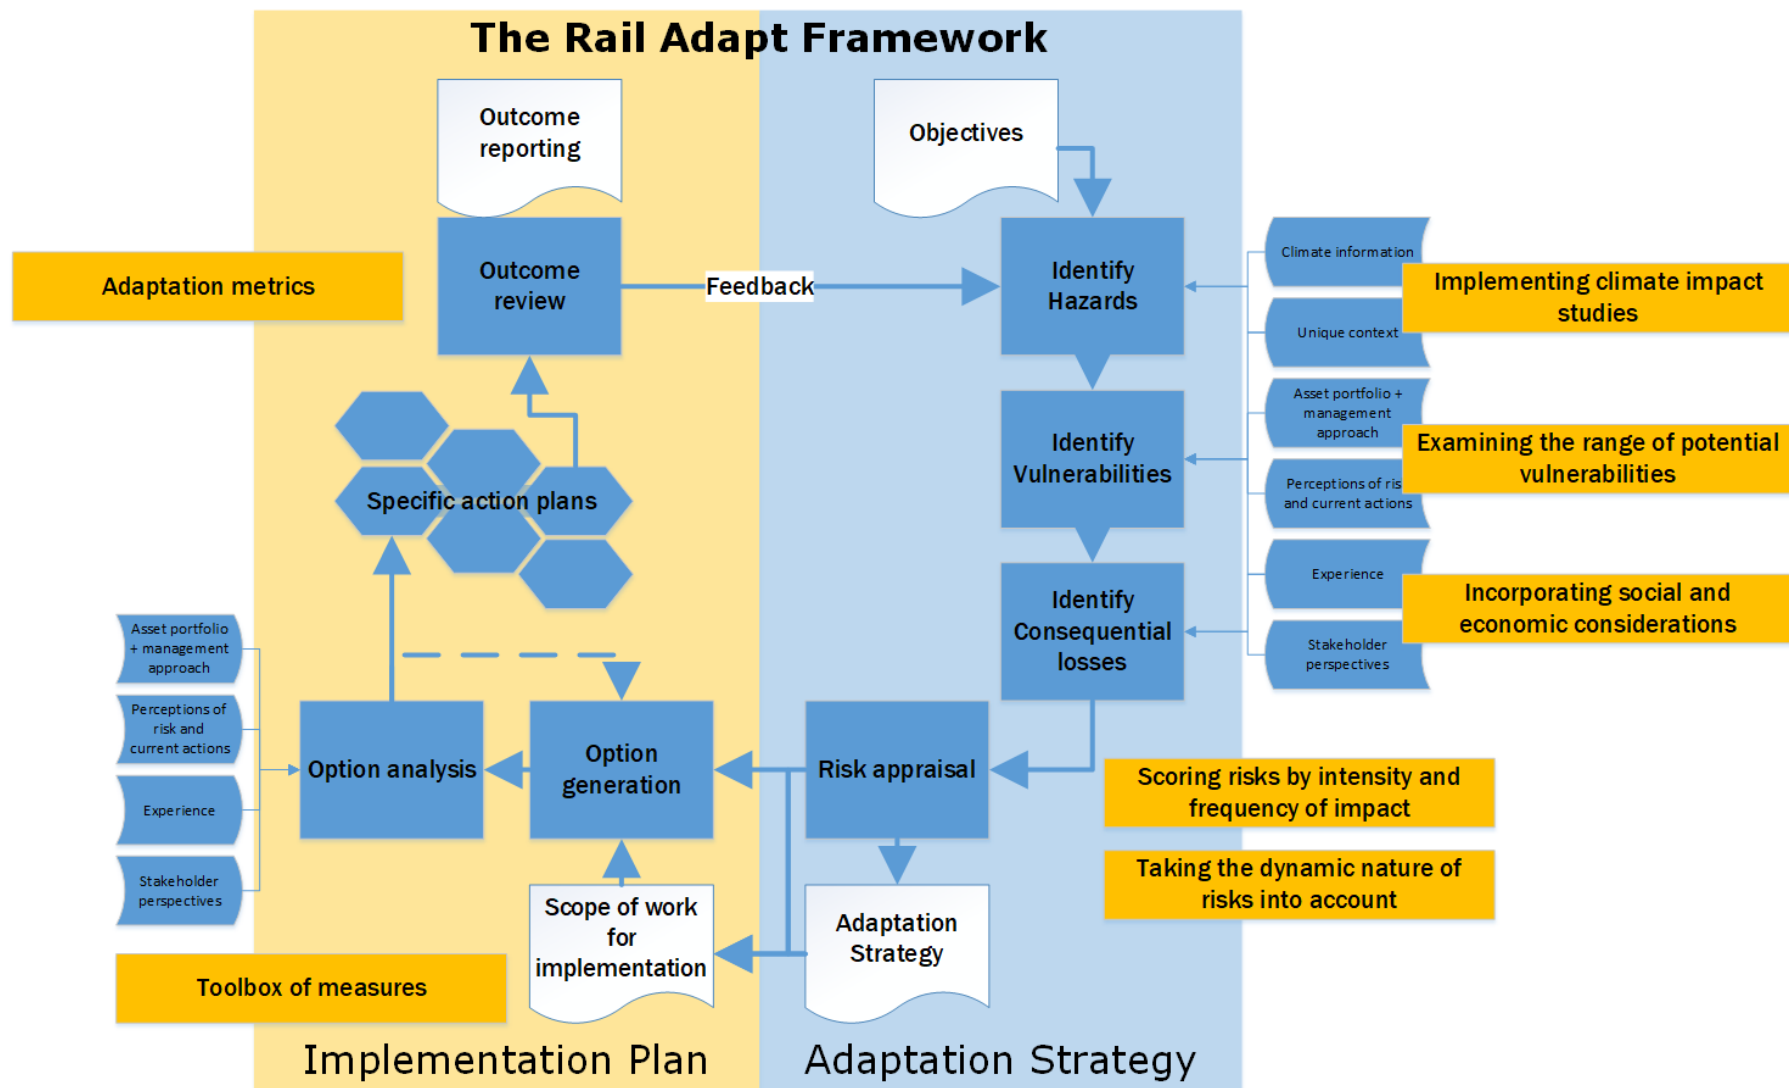 The Rail Adapt Framework
Outcome
reporting
Objectives
Adaptation metrics
Outcome
review
Feedback
Identify
Hazards
Climate information
Implementing climate impact
studies
Unique context
Specific action plans
Identify
Vulnerabilities
Asset portfolio +
management
approach
Examining the range of potential
vulnerabilities
Perceptions of risk
and current actions
Identify
Consequential
losses
Experience
Incorporating social and
economic considerations
Stakeholder
perspectives
Asset portfolio
+ management
approach
Perceptions of
risk and
current actions
Experience
Stakeholder
perspectives
Option analysis
Option
generation
Risk appraisal
Scoring risks by intensity and
frequency of impact
Taking the dynamic nature of
risks into account
Scope of work
for
implementation
Adaptation
Strategy
Toolbox of measures
Implementation Plan
Adaptation Strategy